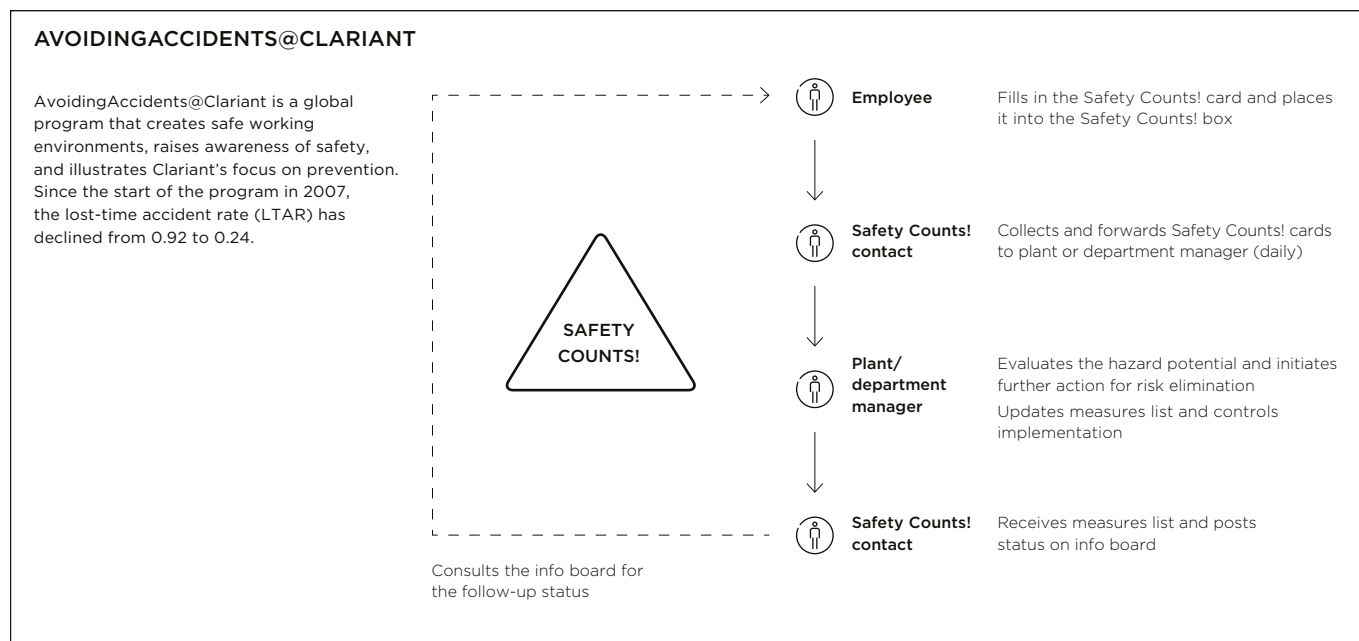 AVOIDINGACCIDENTS@CLARIANT
AvoidingAccidents@Clariant is a global
program that creates safe working
environments, raises awareness of safety,
and illustrates Clariant’s focus on prevention.
Since the start of the program in 2007,
the lost-time accident rate (LTAR) has
declined from 0.92 to 0.24.
SAFETY
COUNTS!
Employee
Fills in the Safety Counts! card and places
it into the Safety Counts! box
Safety Counts!
contact
Collects and forwards Safety Counts! cards
to plant or department manager (daily)
Plant/
department
manager
Evaluates the hazard potential and initiates
further action for risk elimination
Updates measures list and controls
implementation
Safety Counts!
contact
Receives measures list and posts
status on info board
Consults the info board for
the follow-up status